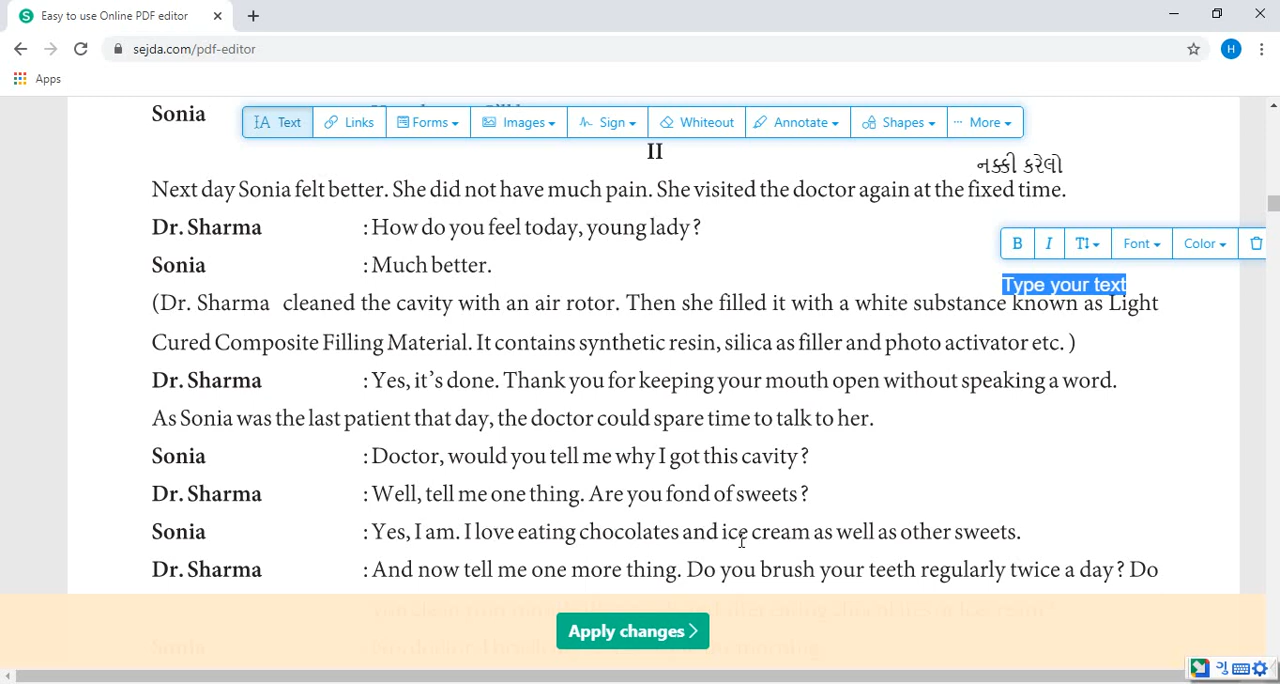 Easy to use Online PDF editor
sejda.com/pdf-editor
H
Apps
Sonia
Text Links Forms Images Sign Whiteout Annotate Shapes More
II
નક્કી કરેલો
Next day Sonia felt better. She did not have much pain. She visited the doctor again at the fixed time.
Dr. Sharma : How do you feel today, young lady ?
B I T Font Color
Sonia : Much better.
Type your text
(Dr. Sharma cleaned the cavity with an air rotor. Then she filled it with a white substance known as Light
Cured Composite Filling Material. It contains synthetic resin, silica as filler and photo activator etc. )
Dr. Sharma : Yes, it’s done. Thank you for keeping your mouth open without speaking a word.
As Sonia was the last patient that day, the doctor could spare time to talk to her.
Sonia : Doctor, would you tell me why I got this cavity ?
Dr. Sharma : Well, tell me one thing. Are you fond of sweets ?
Sonia : Yes, I am. I love eating chocolates and ice cream as well as other sweets.
Dr. Sharma : And now tell me one more thing. Do you brush your teeth regularly twice a day ? Do
Apply changes
Sonia